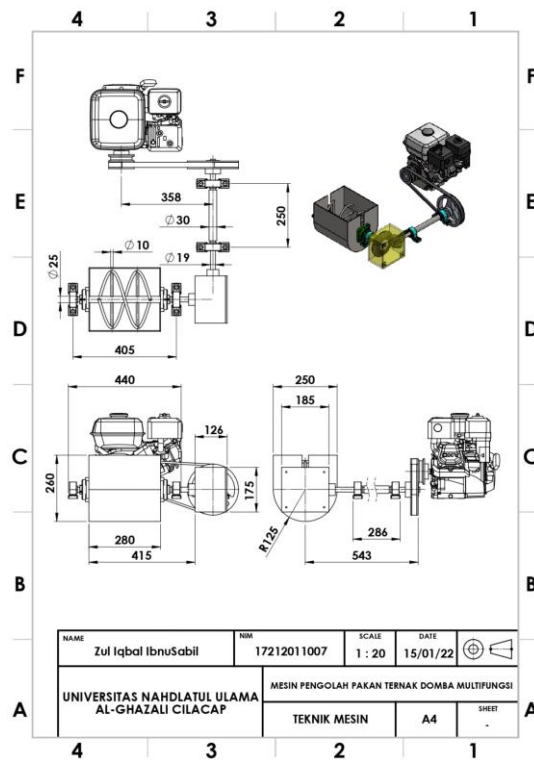 4 3 2 1
F F
E E
D D
C C
B B
A A
358
Ø30
250
Ø10
Ø19
Ø25
405
440
126
260
175
280
415
250
185
R125
286
543
NAME
Zul Iqbal IbnuSabil
NIM
17212011007
SCALE
1 : 20
DATE
15/01/22
UNIVERSITAS NAHDLATUL ULAMA
AL-GHAZALI CILACAP
MESIN PENGOLAH PAKAN TERNAK DOMBA MULTIFUNGSI
TEKNIK MESIN
A4
SHEET
-
4 3 2 1